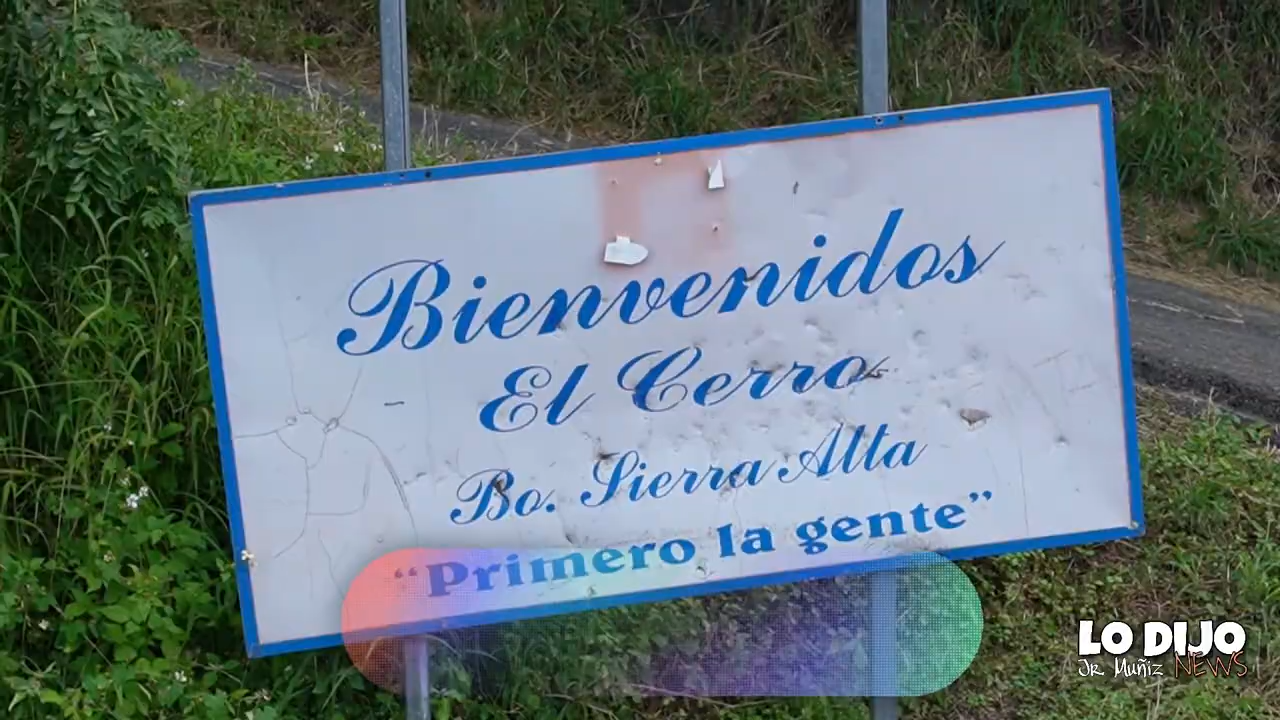 Bienvenidos
El Cerro
Bo. Sierra Alta
“Primero la gente”
LO DIJO
JR. MUÑIZ NEWS